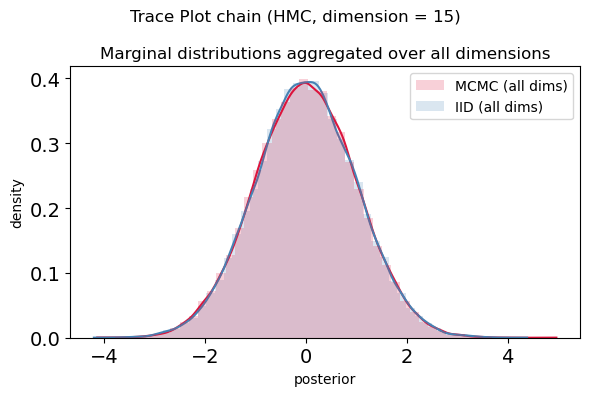 Trace Plot chain (HMC, dimension = 15)
Marginal distributions aggregated over all dimensions
MCMC (all dims)
IID (all dims)
density
0.4
0.3
0.2
0.1
0.0
−4
−2
0
2
4
posterior